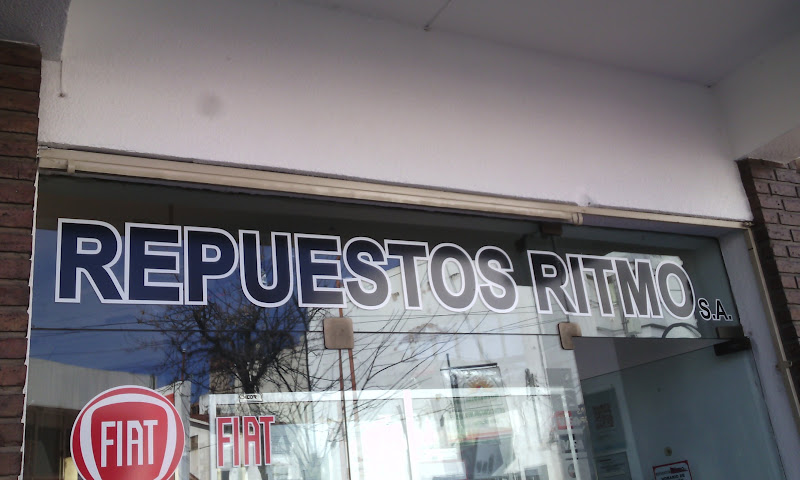 REPUESTOS RITMO S.A.
FIAT FIAT